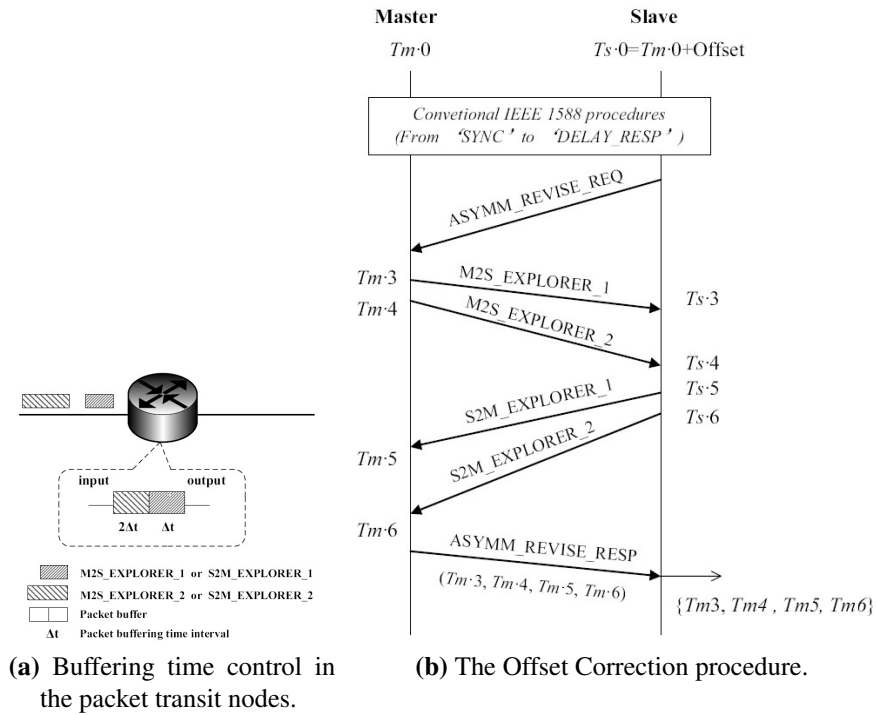 Master
Slave
Tm·0
Ts·0=Tm·0+Offset
Convetional IEEE 1588 procedures
(From ‘SYNC’ to ‘DELAY_RESP’)
ASYMM_REVISE_REQ
Tm·3
M2S_EXPLORER_1
Ts·3
Tm·4
M2S_EXPLORER_2
Ts·4
Ts·5
S2M_EXPLORER_1
Ts·6
Tm·5
S2M_EXPLORER_2
Tm·6
ASYMM_REVISE_RESP
(Tm·3, Tm·4, Tm·5, Tm·6)
{Tm3, Tm4 , Tm5, Tm6}
input
output
2Δt
Δt
M2S_EXPLORER_1 or S2M_EXPLORER_1
M2S_EXPLORER_2 or S2M_EXPLORER_2
Packet buffer
Δt Packet buffering time interval
(a) Buffering time control in
the packet transit nodes.
(b) The Offset Correction procedure.